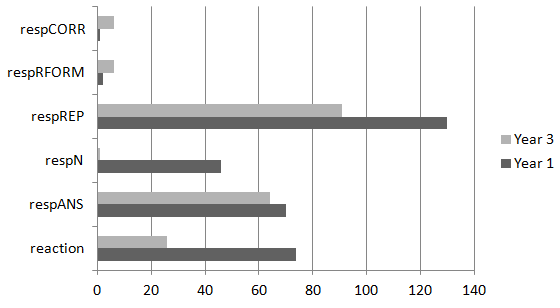 respCORR
respRFORM
respREP
respN
respANS
reaction
0 20 40 60 80 100 120 140
Year 3
Year 1